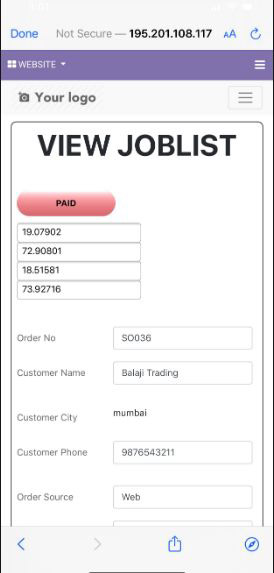 Done Not Secure — 195.201.108.117 AA
WEBSITE
Your logo
VIEW JOBLIST
PAID
19.07902
72.90801
18.51581
73.92716
Order No SO036
Customer Name Balaji Trading
Customer City mumbai
Customer Phone 9876543211
Order Source Web